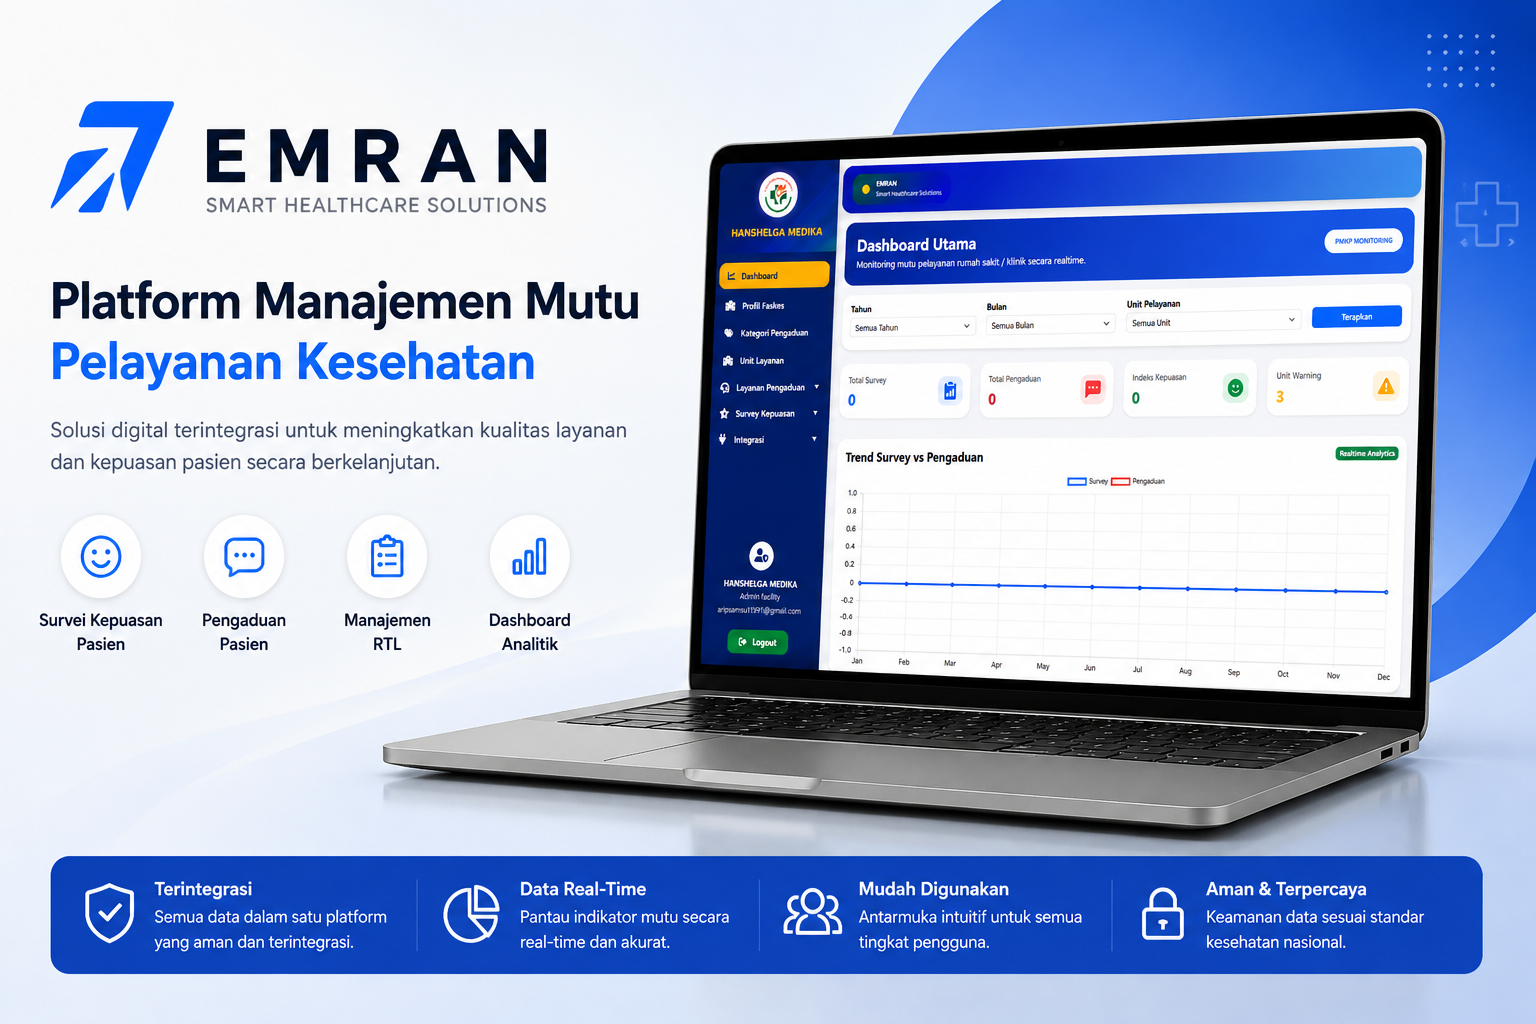 EMRAN
SMART HEALTHCARE SOLUTIONS
Platform Manajemen Mutu
Pelayanan Kesehatan
Solusi digital terintegrasi untuk meningkatkan kualitas layanan
dan kepuasan pasien secara berkelanjutan.
Survei Kepuasan
Pasien
Pengaduan
Pasien
Manajemen
RTL
Dashboard
Analitik
HANSHELGA MEDIKA
Dashboard
Profil Faskes
Kategori Pengaduan
Unit Layanan
Layanan Pengaduan
Survey Kepuasan
Integrasi
HANSHELGA MEDIKA
Admin facility
Logout
EMRAN
Smart Healthcare Solutions
Dashboard Utama
Monitoring mutu pelayanan rumah sakit / klinik secara realtime.
PMKP MONITORING
Tahun
Semua Tahun
Bulan
Semua Bulan
Unit Pelayanan
Semua Unit
Terapkan
Total Survey
0
Total Pengaduan
0
Indeks Kepuasan
0
Unit Warning
3
Trend Survey vs Pengaduan
Realtime Analytics
Survey Pengaduan
1.0
0.8
0.6
0.4
0.2
0
-0.2
-0.4
-0.6
-0.8
-1.0
Jan Feb Mar Apr May Jun Jul Aug Sep Oct Nov Dec
Terintegrasi
Semua data dalam satu platform
yang aman dan terintegrasi.
Data Real-Time
Pantau indikator mutu secara
real-time dan akurat.
Mudah Digunakan
Antarmuka intuitif untuk semua
tingkat pengguna.
Aman & Terpercaya
Keamanan data sesuai standar
kesehatan nasional.